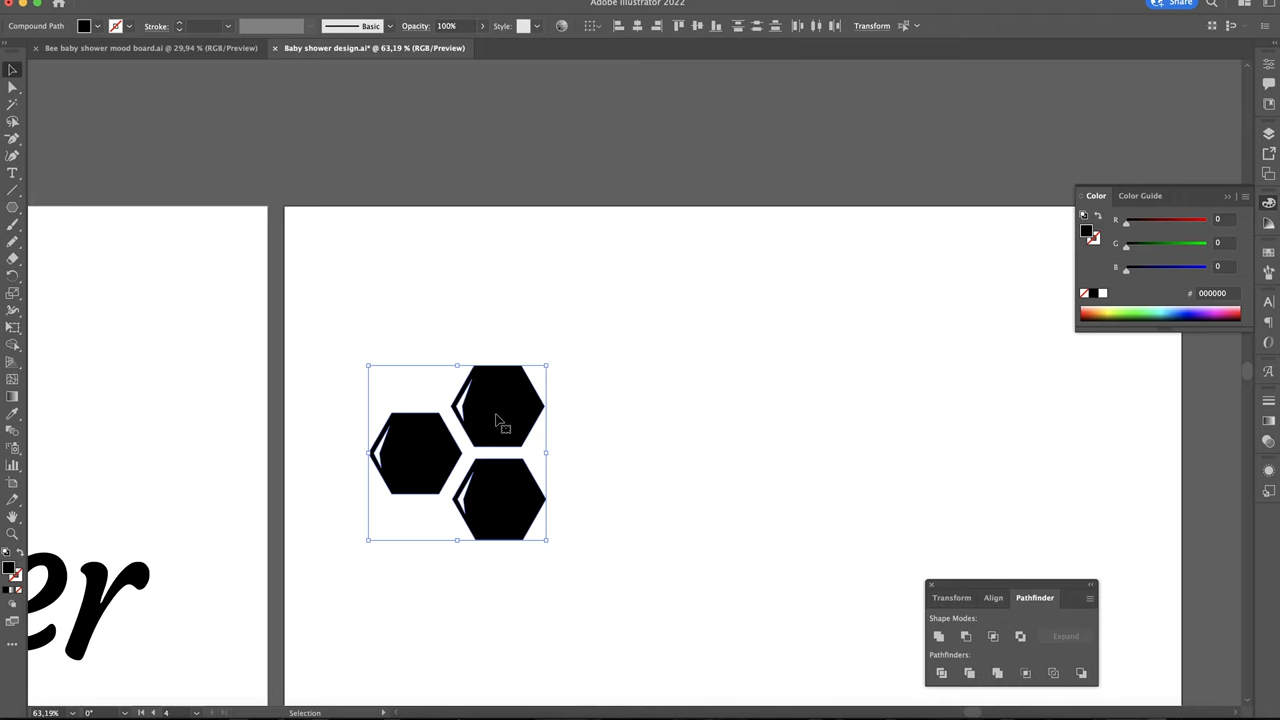 Adobe Illustrator 2022
Share
Compound Path
Stroke:
Basic
Opacity: 100%
Style:
Transform
Bee baby shower mood board.ai @ 29,94 % (RGB/Preview)
Baby shower design.ai* @ 63,19 % (RGB/Preview)
Color
Color Guide
R 0
G 0
B 0
# 000000
er
Transform
Align
Pathfinder
Shape Modes:
Expand
Pathfinders:
63,19%
0°
4
Selection